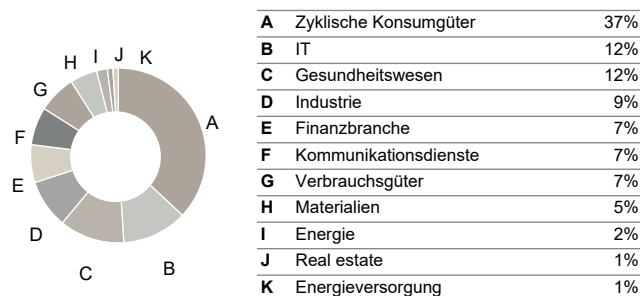 A Zyklische Konsumgüter 37%
B IT 12%
C Gesundheitswesen 12%
D Industrie 9%
E Finanzbranche 7%
F Kommunikationsdienste 7%
G Verbrauchsgüter 7%
H Materialien 5%
I Energie 2%
J Real estate 1%
K Energieversorgung 1%
A
B
C
D
E
F
G
H
I
J
K